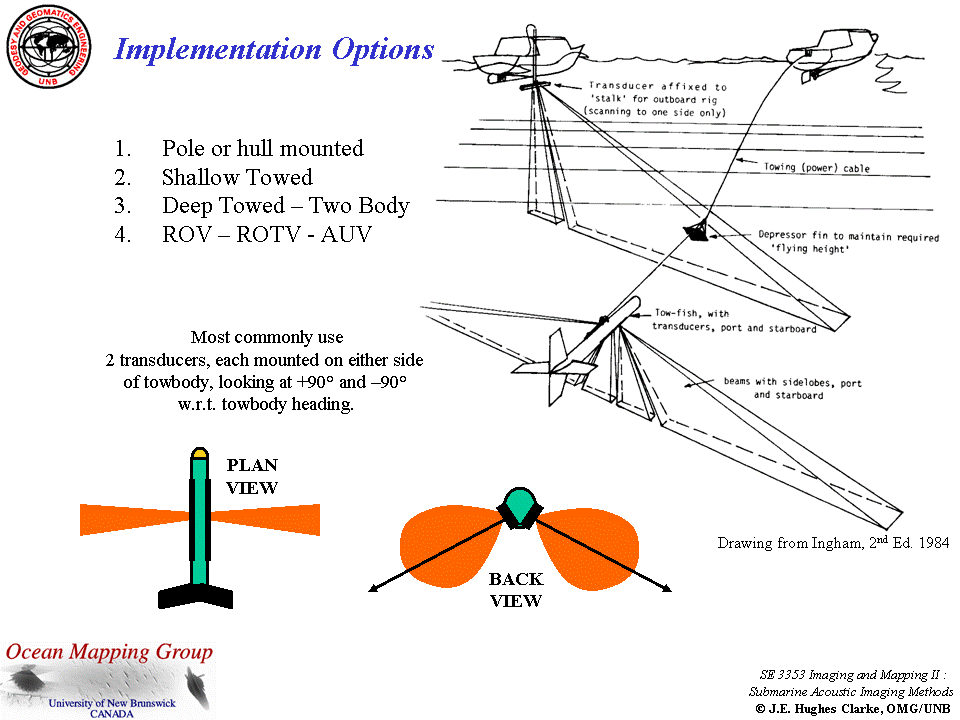 GEODESY AND GEOMATICS ENGINEERING
UNB
Implementation Options
1. Pole or hull mounted
2. Shallow Towed
3. Deep Towed – Two Body
4. ROV – ROTV - AUV
Transducer affixed to
'stalk' for outboard rig
(scanning to one side only)
Towing (power) cable
Depressor fin to maintain required
'flying height'
Tow-fish, with
transducers, port and starboard
beams with sidelobes, port
and starboard
Drawing from Ingham, 2nd Ed. 1984
Most commonly use
2 transducers, each mounted on either side
of towbody, looking at +90° and –90°
w.r.t. towbody heading.
PLAN
VIEW
BACK
VIEW
Ocean Mapping Group
University of New Brunswick
CANADA
SE 3353 Imaging and Mapping II :
Submarine Acoustic Imaging Methods
© J.E. Hughes Clarke, OMG/UNB